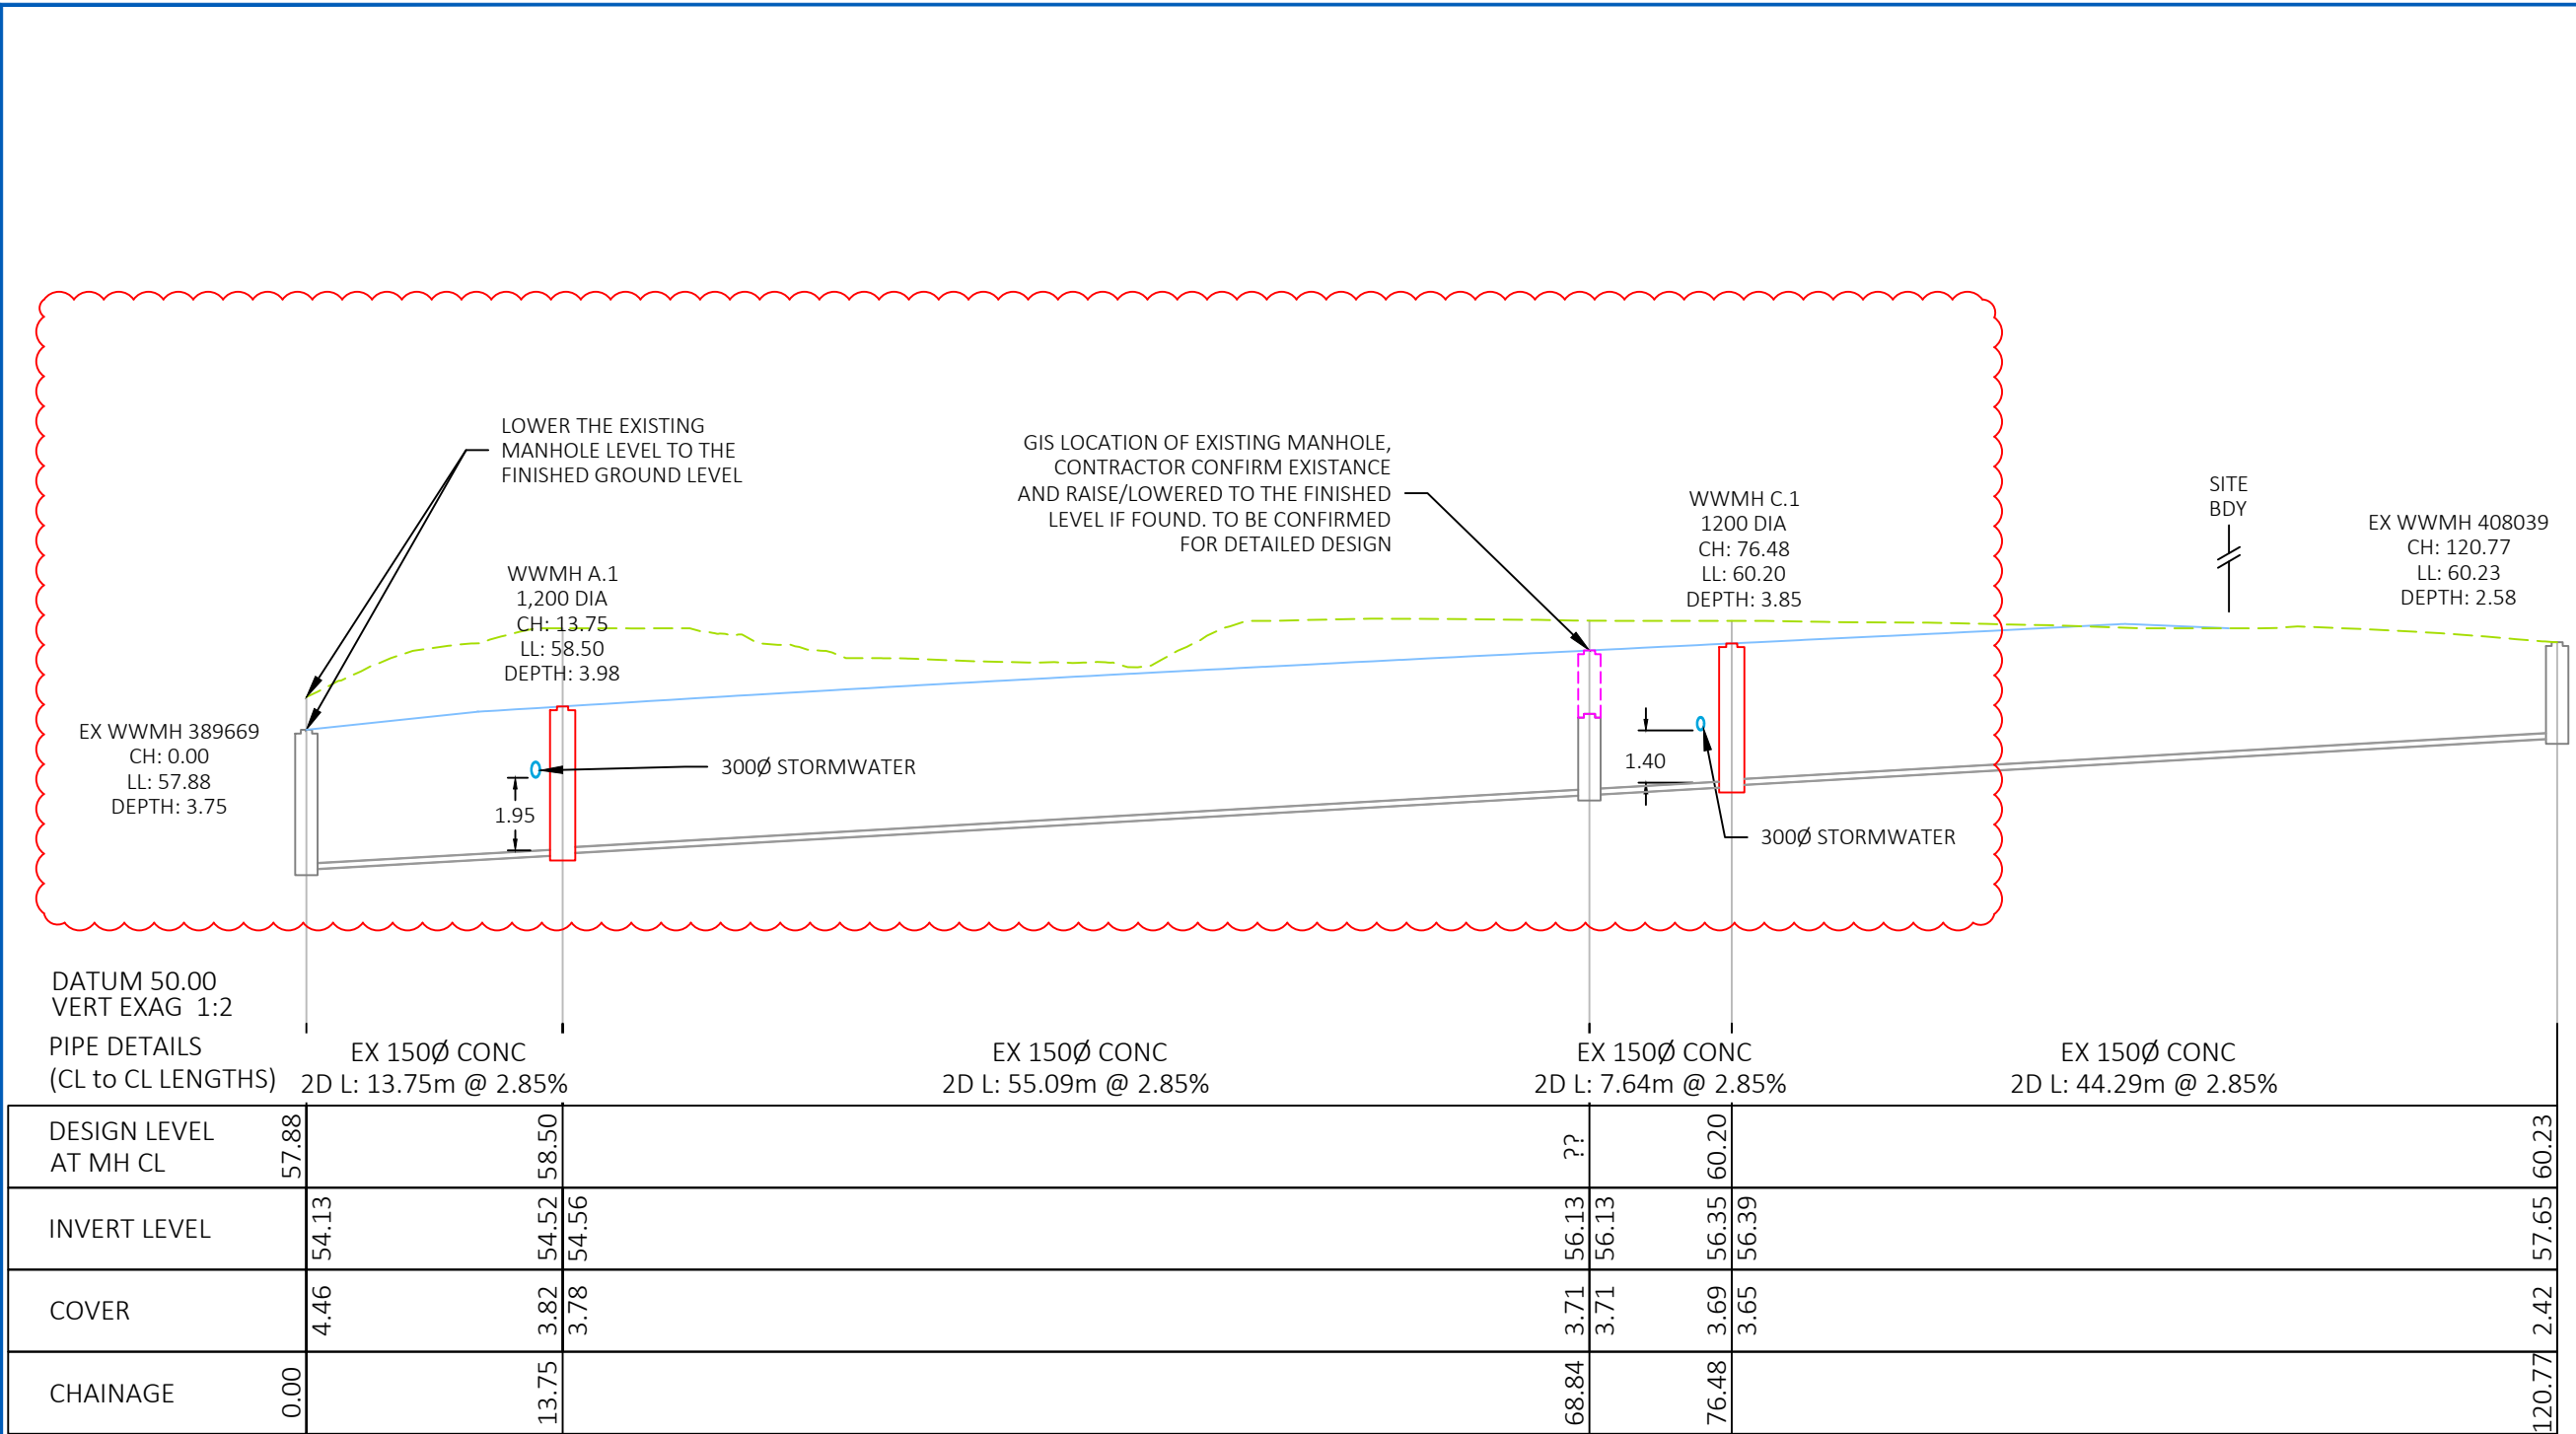 LOWER THE EXISTING
MANHOLE LEVEL TO THE
FINISHED GROUND LEVEL
GIS LOCATION OF EXISTING MANHOLE,
CONTRACTOR CONFIRM EXISTANCE
AND RAISE/LOWERED TO THE FINISHED
LEVEL IF FOUND. TO BE CONFIRMED
FOR DETAILED DESIGN
SITE
BDY
WWMH C.1
1200 DIA
CH: 76.48
LL: 60.20
DEPTH: 3.85
EX WWMH 408039
CH: 120.77
LL: 60.23
DEPTH: 2.58
WWMH A.1
1,200 DIA
CH: 13.75
LL: 58.50
DEPTH: 3.98
EX WWMH 389669
CH: 0.00
LL: 57.88
DEPTH: 3.75
300Ø STORMWATER
1.95
1.40
300Ø STORMWATER
DATUM 50.00
VERT EXAG 1:2
PIPE DETAILS
(CL to CL LENGTHS)
EX 150Ø CONC
2D L: 13.75m @ 2.85%
EX 150Ø CONC
2D L: 55.09m @ 2.85%
EX 150Ø CONC
2D L: 7.64m @ 2.85%
EX 150Ø CONC
2D L: 44.29m @ 2.85%
DESIGN LEVEL
AT MH CL
57.88
58.50
??
60.20
60.23
INVERT LEVEL
54.13
54.52
54.56
56.13
56.13
56.35
56.39
57.65
COVER
4.46
3.82
3.78
3.71
3.71
3.69
3.65
2.42
CHAINAGE
0.00
13.75
68.84
76.48
120.77